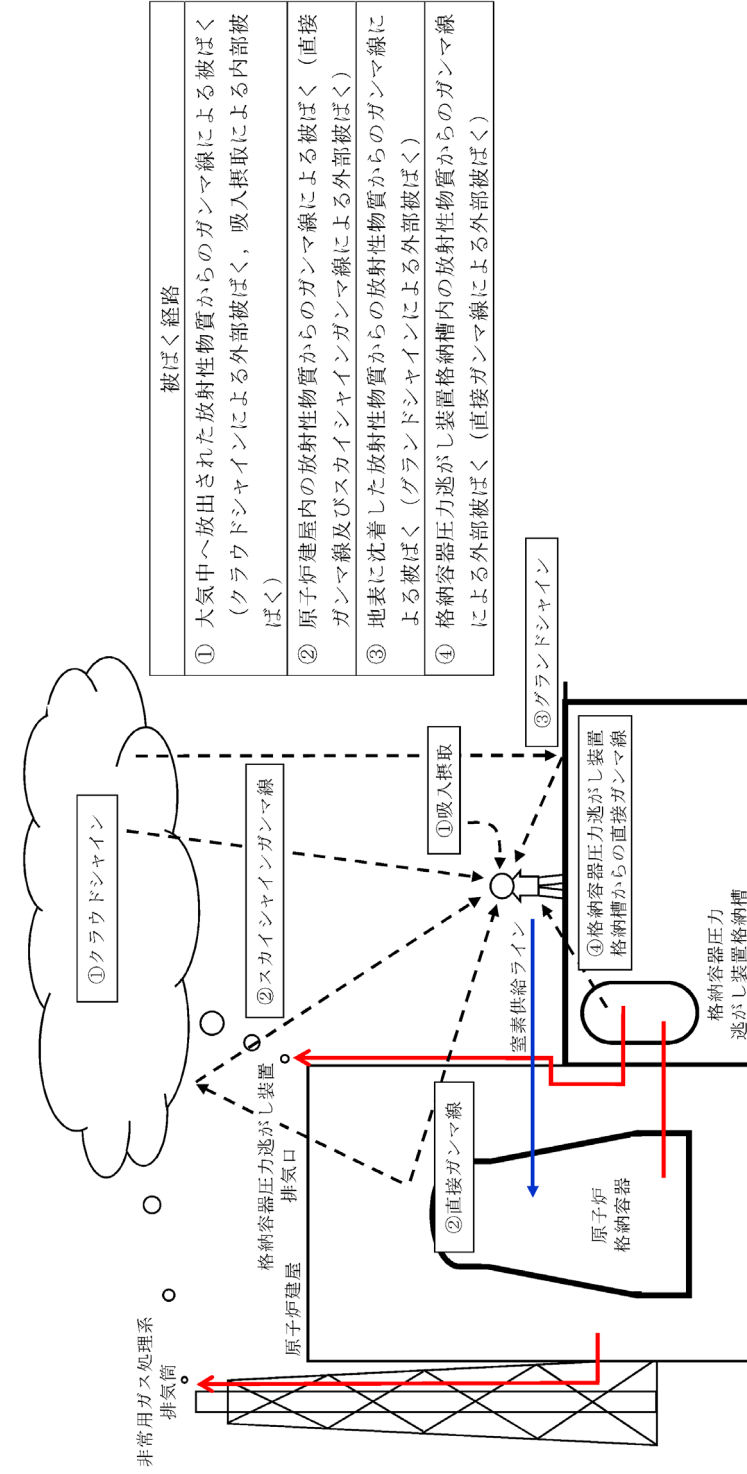 被ばく経路
① 大気中へ放出された放射性物質からのガンマ線による被ばく
(クラウドシャインによる外部被ばく，吸入摂取による内部被
ばく)
② 原子炉建屋内の放射性物質からのガンマ線による被ばく(直接
ガンマ線及びスカイシャインガンマ線による外部被ばく)
③ 地表に沈着した放射性物質からの放射性物質からのガンマ線に
よる被ばく(グランドシャインによる外部被ばく)
④ 格納容器圧力逃がし装置格納槽内の放射性物質からのガンマ線
による外部被ばく(直接ガンマ線による外部被ばく)
非常用ガス処理系
排気筒
①クラウドシャイン
②スカイシャインガンマ線
格納容器圧力逃がし装置
排気口
原子炉建屋
①吸入摂取
②直接ガンマ線
窒素供給ライン
③グランドシャイン
④格納容器圧力逃がし装置
格納槽からの直接ガンマ線
原子炉
格納容器
格納容器圧力
逃がし装置格納槽